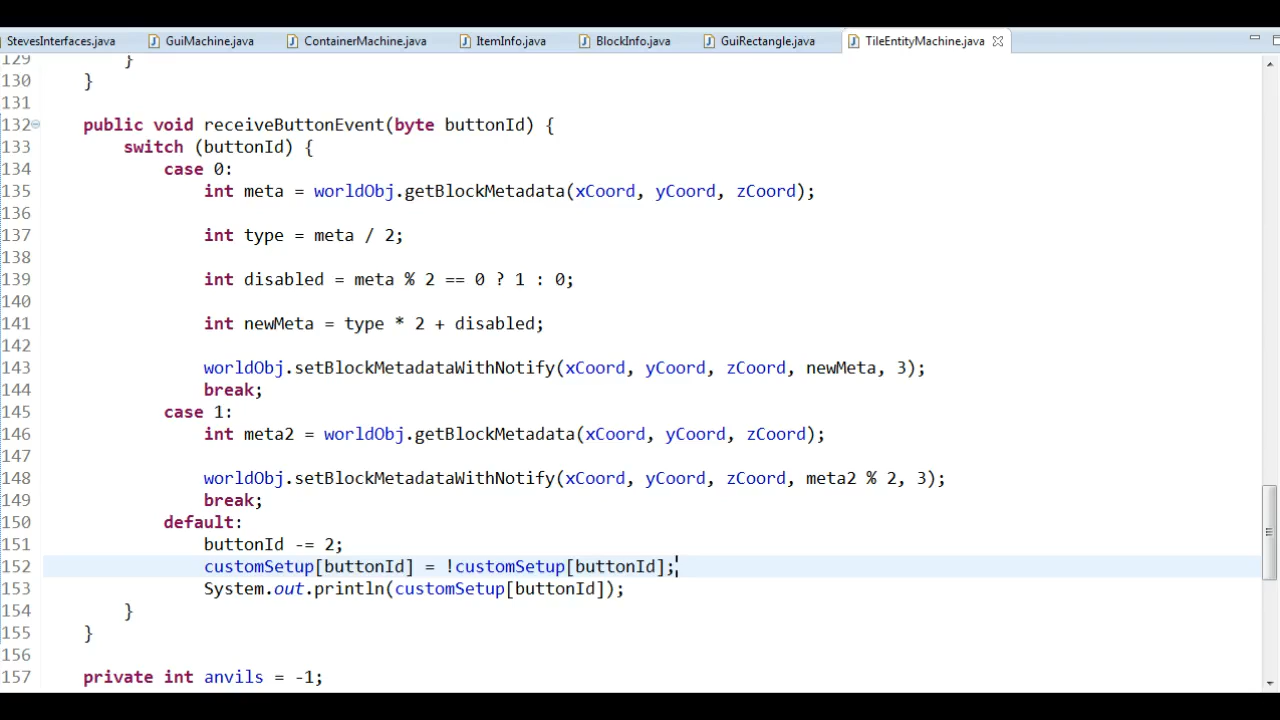 StevesInterfaces.java GuiMachine.java ContainerMachine.java ItemInfo.java BlockInfo.java GuiRectangle.java TileEntityMachine.java
129 }
130 }
131
132 public void receiveButtonEvent(byte buttonId) {
133 switch (buttonId) {
134 case 0:
135 int meta = worldObj.getBlockMetadata(xCoord, yCoord, zCoord);
136
137 int type = meta / 2;
138
139 int disabled = meta % 2 == 0 ? 1 : 0;
140
141 int newMeta = type * 2 + disabled;
142
143 worldObj.setBlockMetadataWithNotify(xCoord, yCoord, zCoord, newMeta, 3);
144 break;
145 case 1:
146 int meta2 = worldObj.getBlockMetadata(xCoord, yCoord, zCoord);
147
148 worldObj.setBlockMetadataWithNotify(xCoord, yCoord, zCoord, meta2 % 2, 3);
149 break;
150 default:
151 buttonId -= 2;
152 customSetup[buttonId] = !customSetup[buttonId];
153 System.out.println(customSetup[buttonId]);
154 }
155 }
156
157 private int anvils = -1;